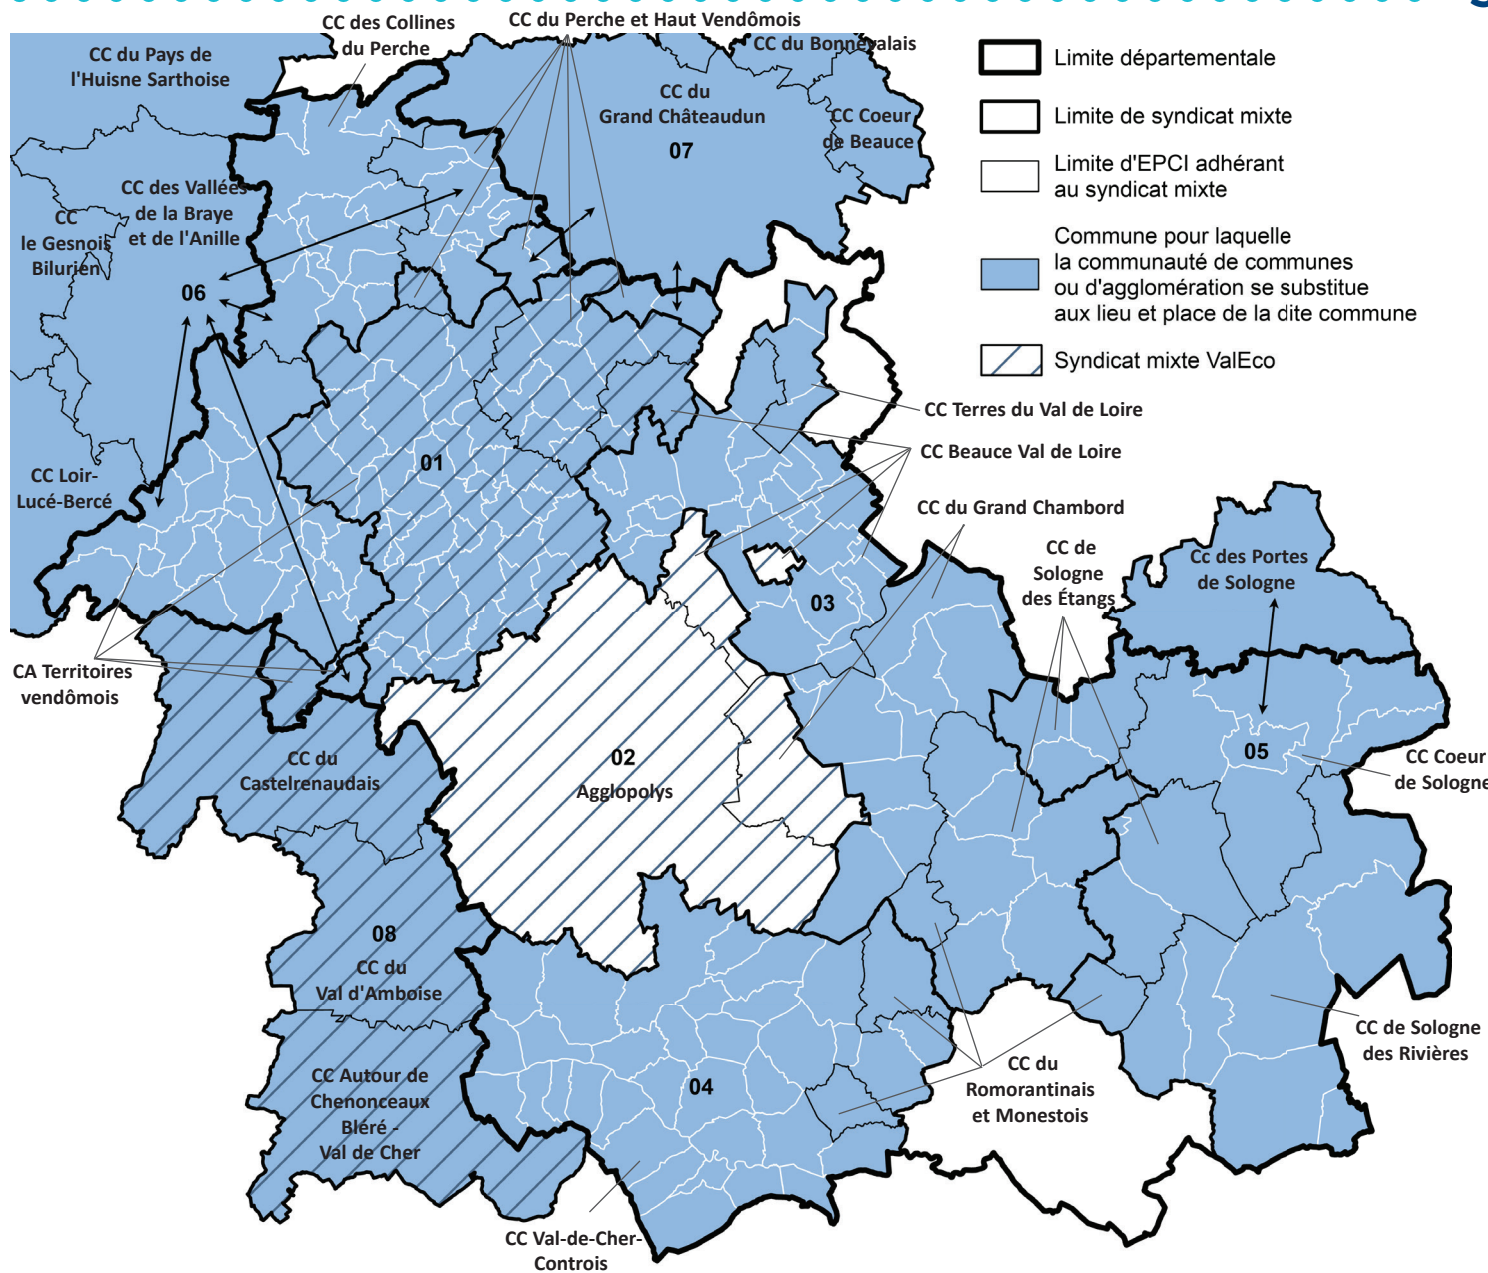 CC des Collines
du Perche
CC du Perche et Haut Vendômois
CC du Bonnevalais
CC du Pays de
l'Huisne Sarthoise
CC du
Grand Châteaudun
07
CC Coeur
de Beauce
CC des Vallées
de la Braye
et de l'Anille
CC
le Gesnois
Bilurien
06
Limite départementale
Limite de syndicat mixte
Limite d'EPCI adhérant
au syndicat mixte
Commune pour laquelle
la communauté de communes
ou d'agglomération se substitue
aux lieu et place de la dite commune
Syndicat mixte ValEco
CC Terres du Val de Loire
CC Beauce Val de Loire
01
CC Loir-
Lucé-Bercé
CC du Grand Chambord
CC de
Sologne
des Étangs
Cc des Portes
de Sologne
03
CA Territoires
vendômois
CC du
Castelrenaudais
02
Agglopolys
05
CC Coeur
de Sologne
08
CC du
Val d'Amboise
CC de Sologne
des Rivières
CC Autour de
Chenonceaux
Bléré -
Val de Cher
04
CC du
Romorantinais
et Monestois
CC Val-de-Cher-
Controis